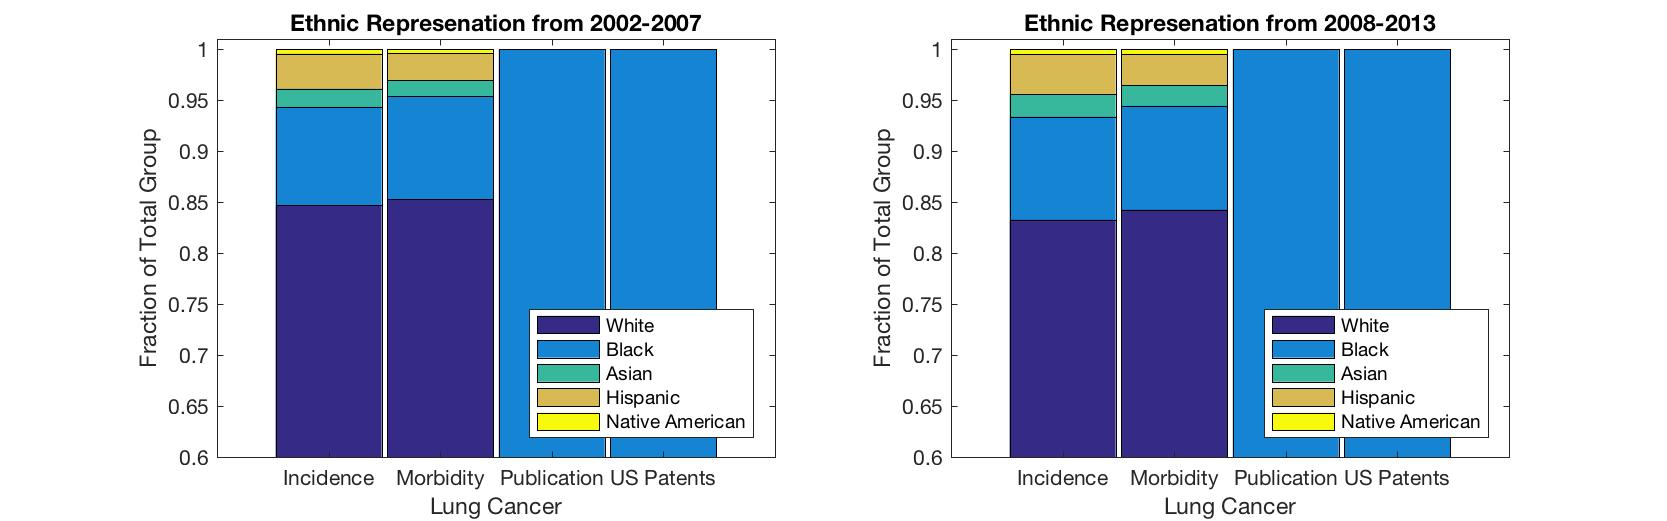 Ethnic Represenation from 2002-2007
1
0.95
0.9
0.85
0.8
0.75
0.7
0.65
0.6
Fraction of Total Group
White
Black
Asian
Hispanic
Native American
Incidence Morbidity Publication US Patents
Lung Cancer
Ethnic Represenation from 2008-2013
1
0.95
0.9
0.85
0.8
0.75
0.7
0.65
0.6
Fraction of Total Group
White
Black
Asian
Hispanic
Native American
Incidence Morbidity Publication US Patents
Lung Cancer